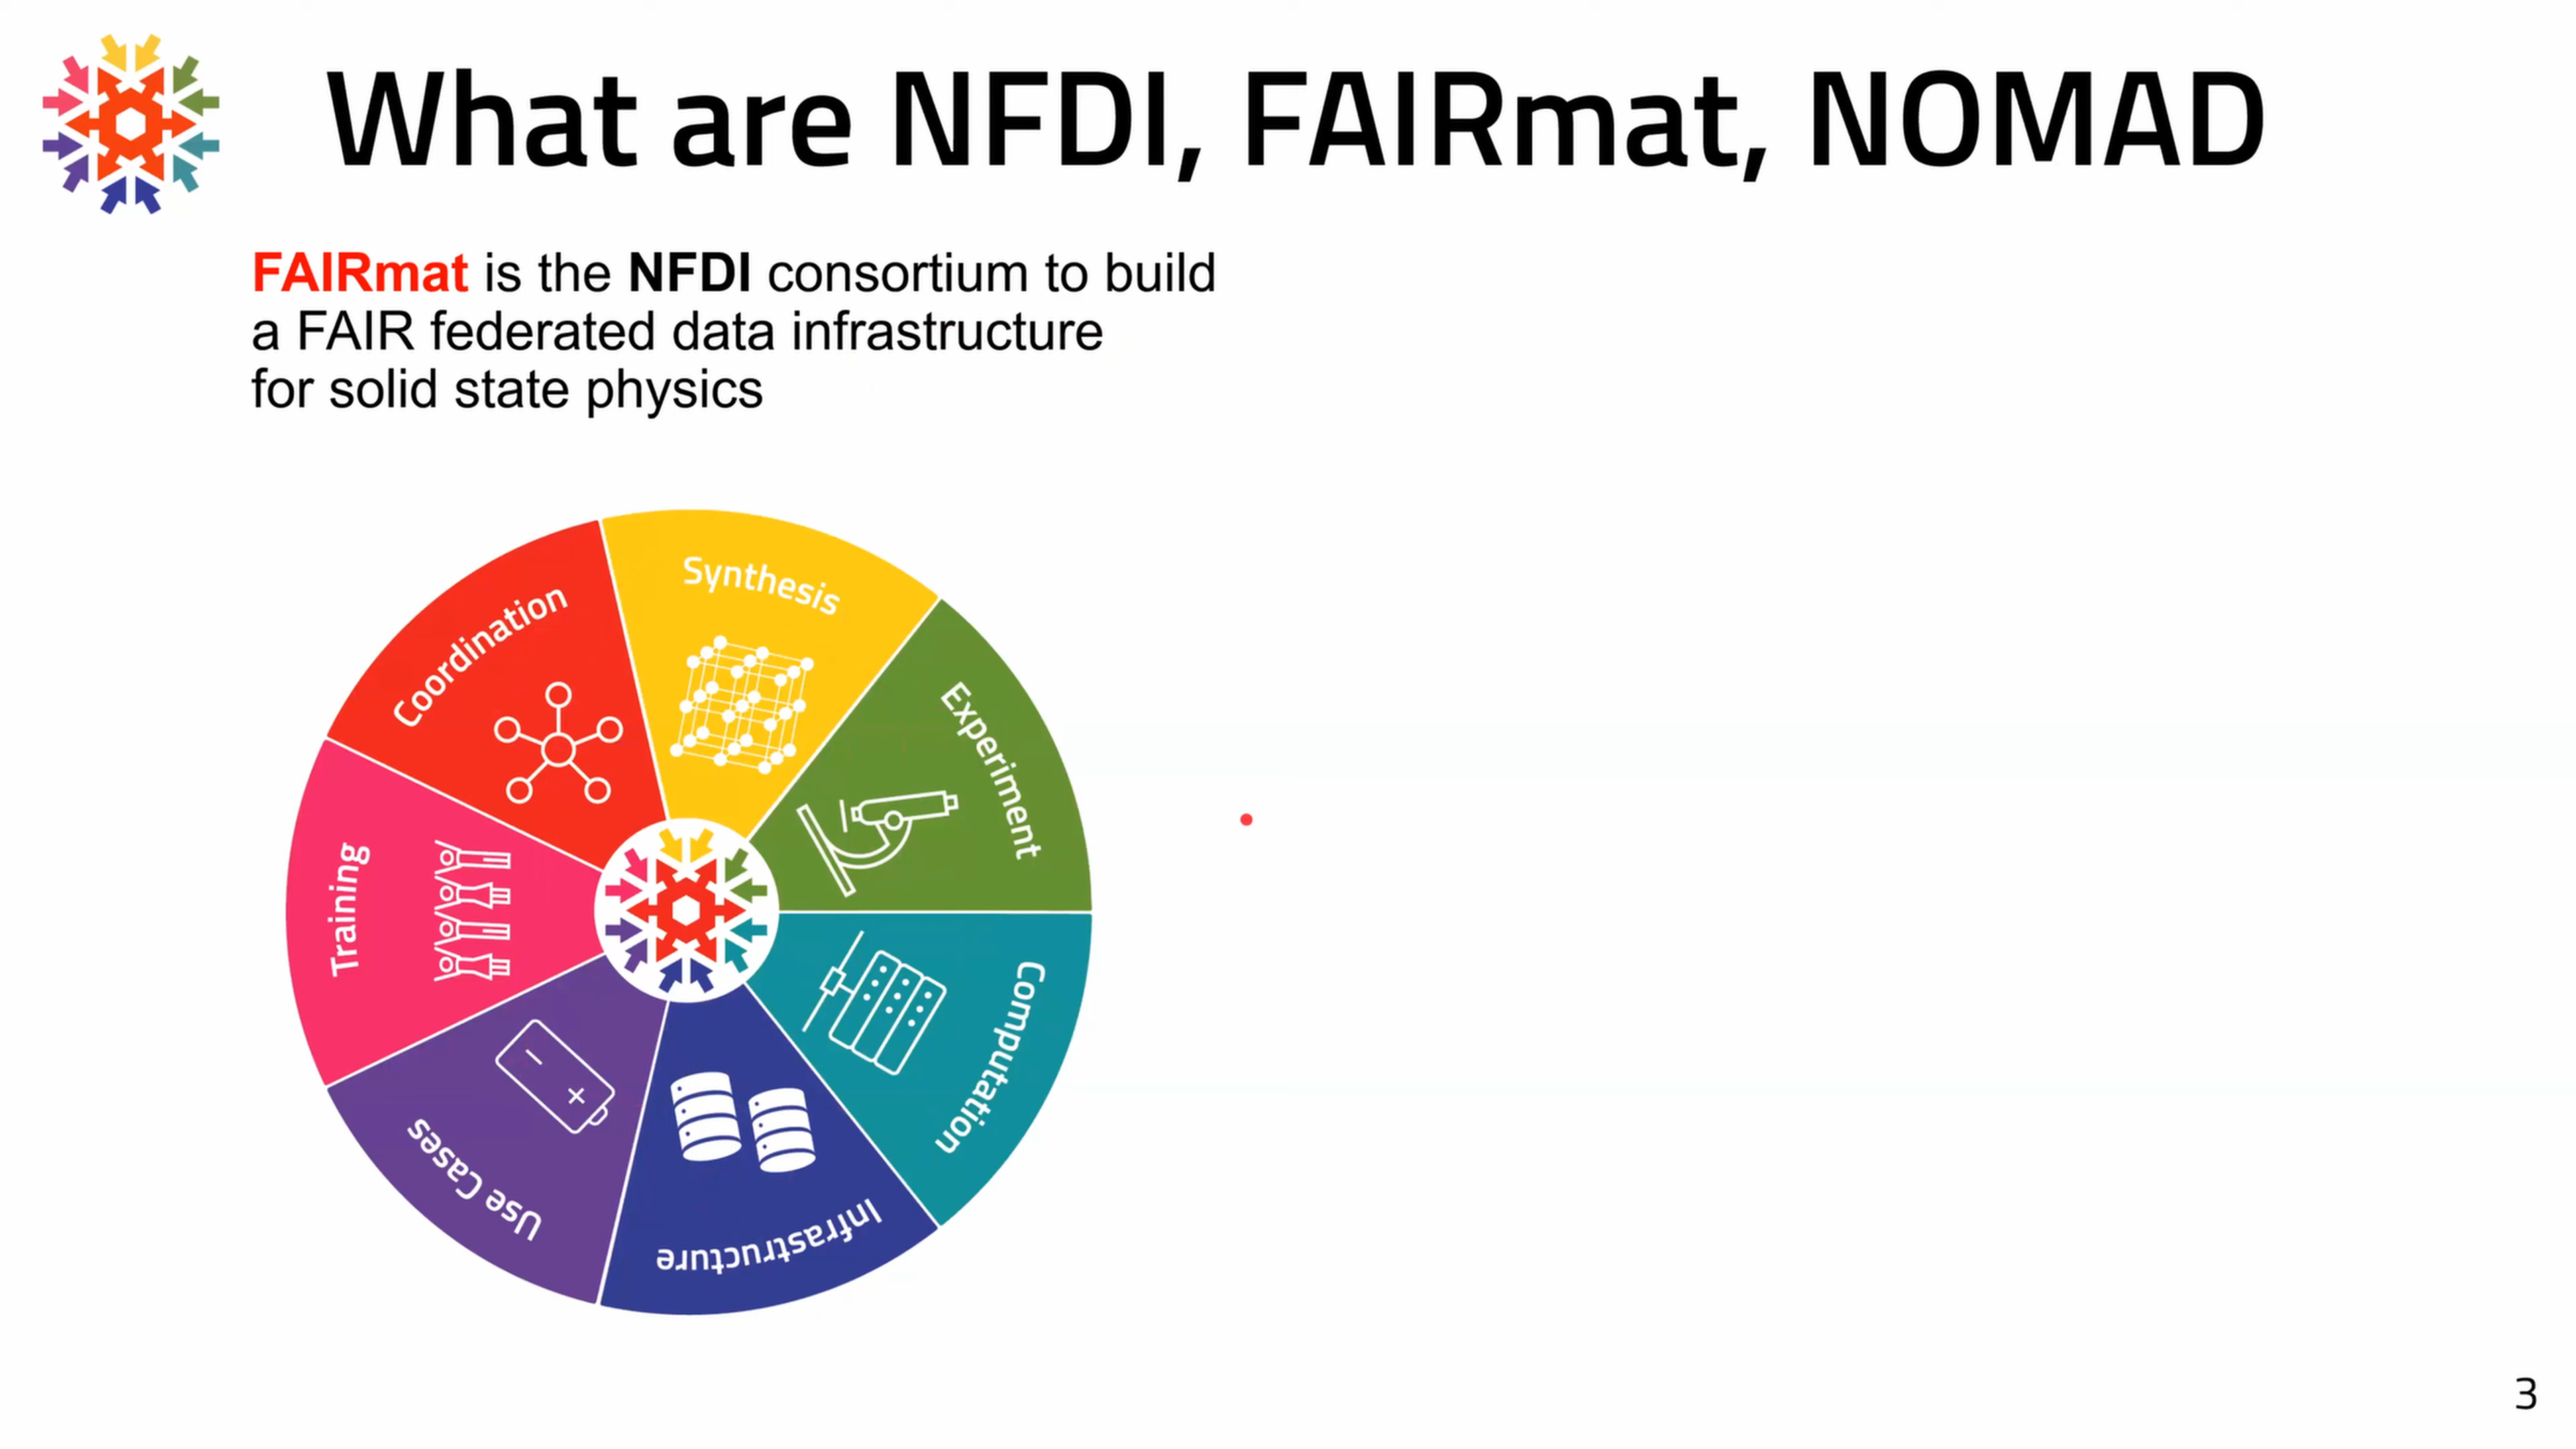 What are NFDI, FAIRmat, NOMAD
FAIRmat is the NFDI consortium to build
a FAIR federated data infrastructure
for solid state physics
Synthesis
Experiment
Computation
Infrastructure
Use Cases
Training
Coordination
3